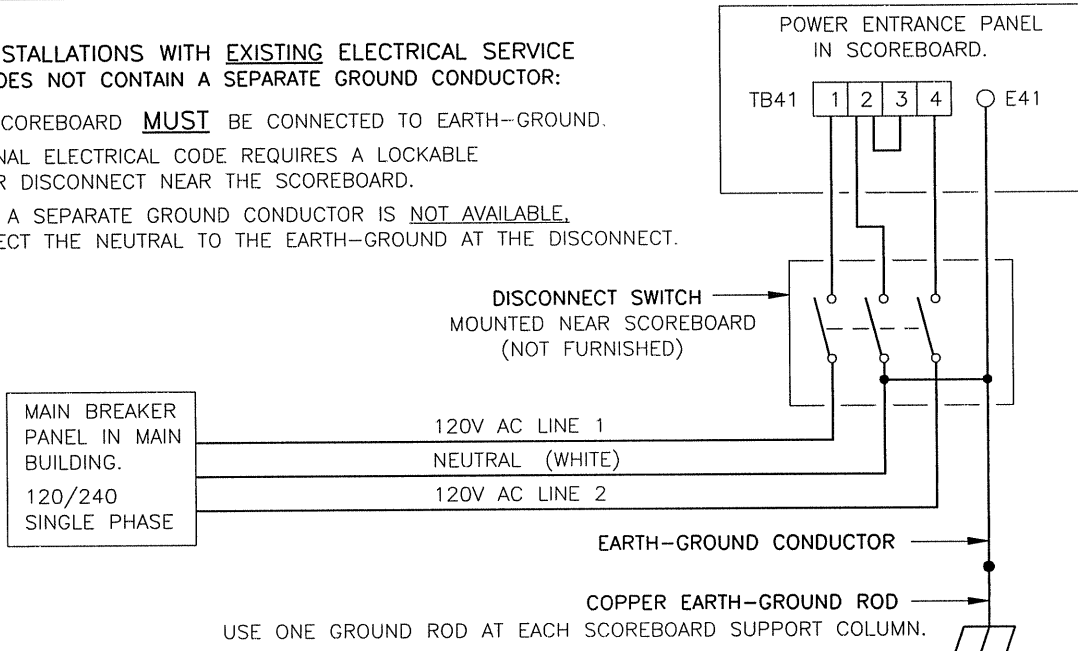 STALLATIONS WITH EXISTING ELECTRICAL SERVICE
OES NOT CONTAIN A SEPARATE GROUND CONDUCTOR:
COREBOARD MUST BE CONNECTED TO EARTH-GROUND.
NAL ELECTRICAL CODE REQUIRES A LOCKABLE
R DISCONNECT NEAR THE SCOREBOARD.
A SEPARATE GROUND CONDUCTOR IS NOT AVAILABLE,
ECT THE NEUTRAL TO THE EARTH-GROUND AT THE DISCONNECT.
POWER ENTRANCE PANEL
IN SCOREBOARD.
TB41 1 2 3 4 E41
DISCONNECT SWITCH
MOUNTED NEAR SCOREBOARD
(NOT FURNISHED)
MAIN BREAKER
PANEL IN MAIN
BUILDING.
120/240
SINGLE PHASE
120V AC LINE 1
NEUTRAL (WHITE)
120V AC LINE 2
EARTH-GROUND CONDUCTOR
COPPER EARTH-GROUND ROD
USE ONE GROUND ROD AT EACH SCOREBOARD SUPPORT COLUMN.